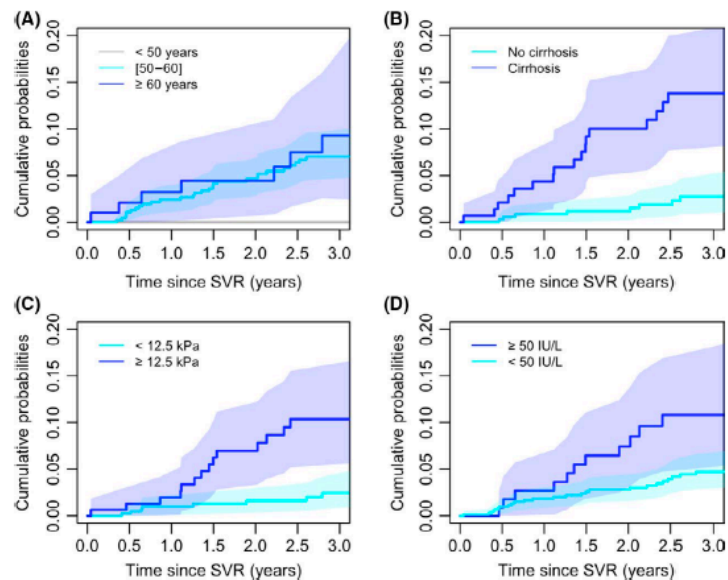 (A)
0.20
0.15
0.10
0.05
0.00
Cumulative probabilities
< 50 years
[50−60]
≥ 60 years
0.0 0.5 1.0 1.5 2.0 2.5 3.0
Time since SVR (years)
(B)
0.20
0.15
0.10
0.05
0.00
Cumulative probabilities
No cirrhosis
Cirrhosis
0.0 0.5 1.0 1.5 2.0 2.5 3.0
Time since SVR (years)
(C)
0.20
0.15
0.10
0.05
0.00
Cumulative probabilities
< 12.5 kPa
≥ 12.5 kPa
0.0 0.5 1.0 1.5 2.0 2.5 3.0
Time since SVR (years)
(D)
0.20
0.15
0.10
0.05
0.00
Cumulative probabilities
≥ 50 IU/L
< 50 IU/L
0.0 0.5 1.0 1.5 2.0 2.5 3.0
Time since SVR (years)